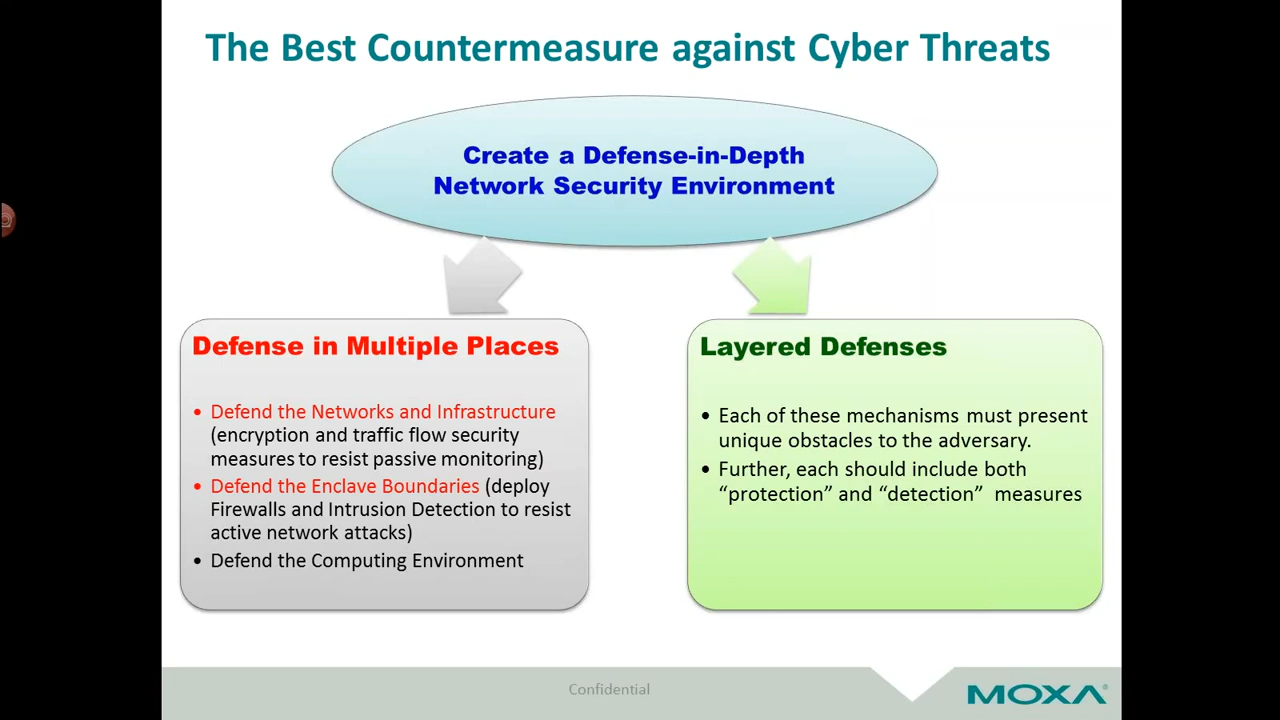 The Best Countermeasure against Cyber Threats
Create a Defense-in-Depth
Network Security Environment
Defense in Multiple Places
• Defend the Networks and Infrastructure
(encryption and traffic flow security
measures to resist passive monitoring)
• Defend the Enclave Boundaries (deploy
Firewalls and Intrusion Detection to resist
active network attacks)
• Defend the Computing Environment
Layered Defenses
• Each of these mechanisms must present
unique obstacles to the adversary.
• Further, each should include both
“protection” and “detection” measures
Confidential
MOXA®